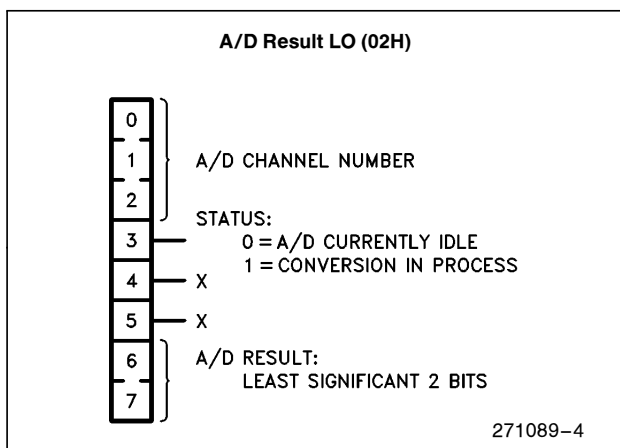 A/D Result LO (02H)
0
1
A/D CHANNEL NUMBER
2
STATUS:
3
0 = A/D CURRENTLY IDLE
1 = CONVERSION IN PROCESS
4
X
5
X
6
A/D RESULT:
LEAST SIGNIFICANT 2 BITS
7
271089–4